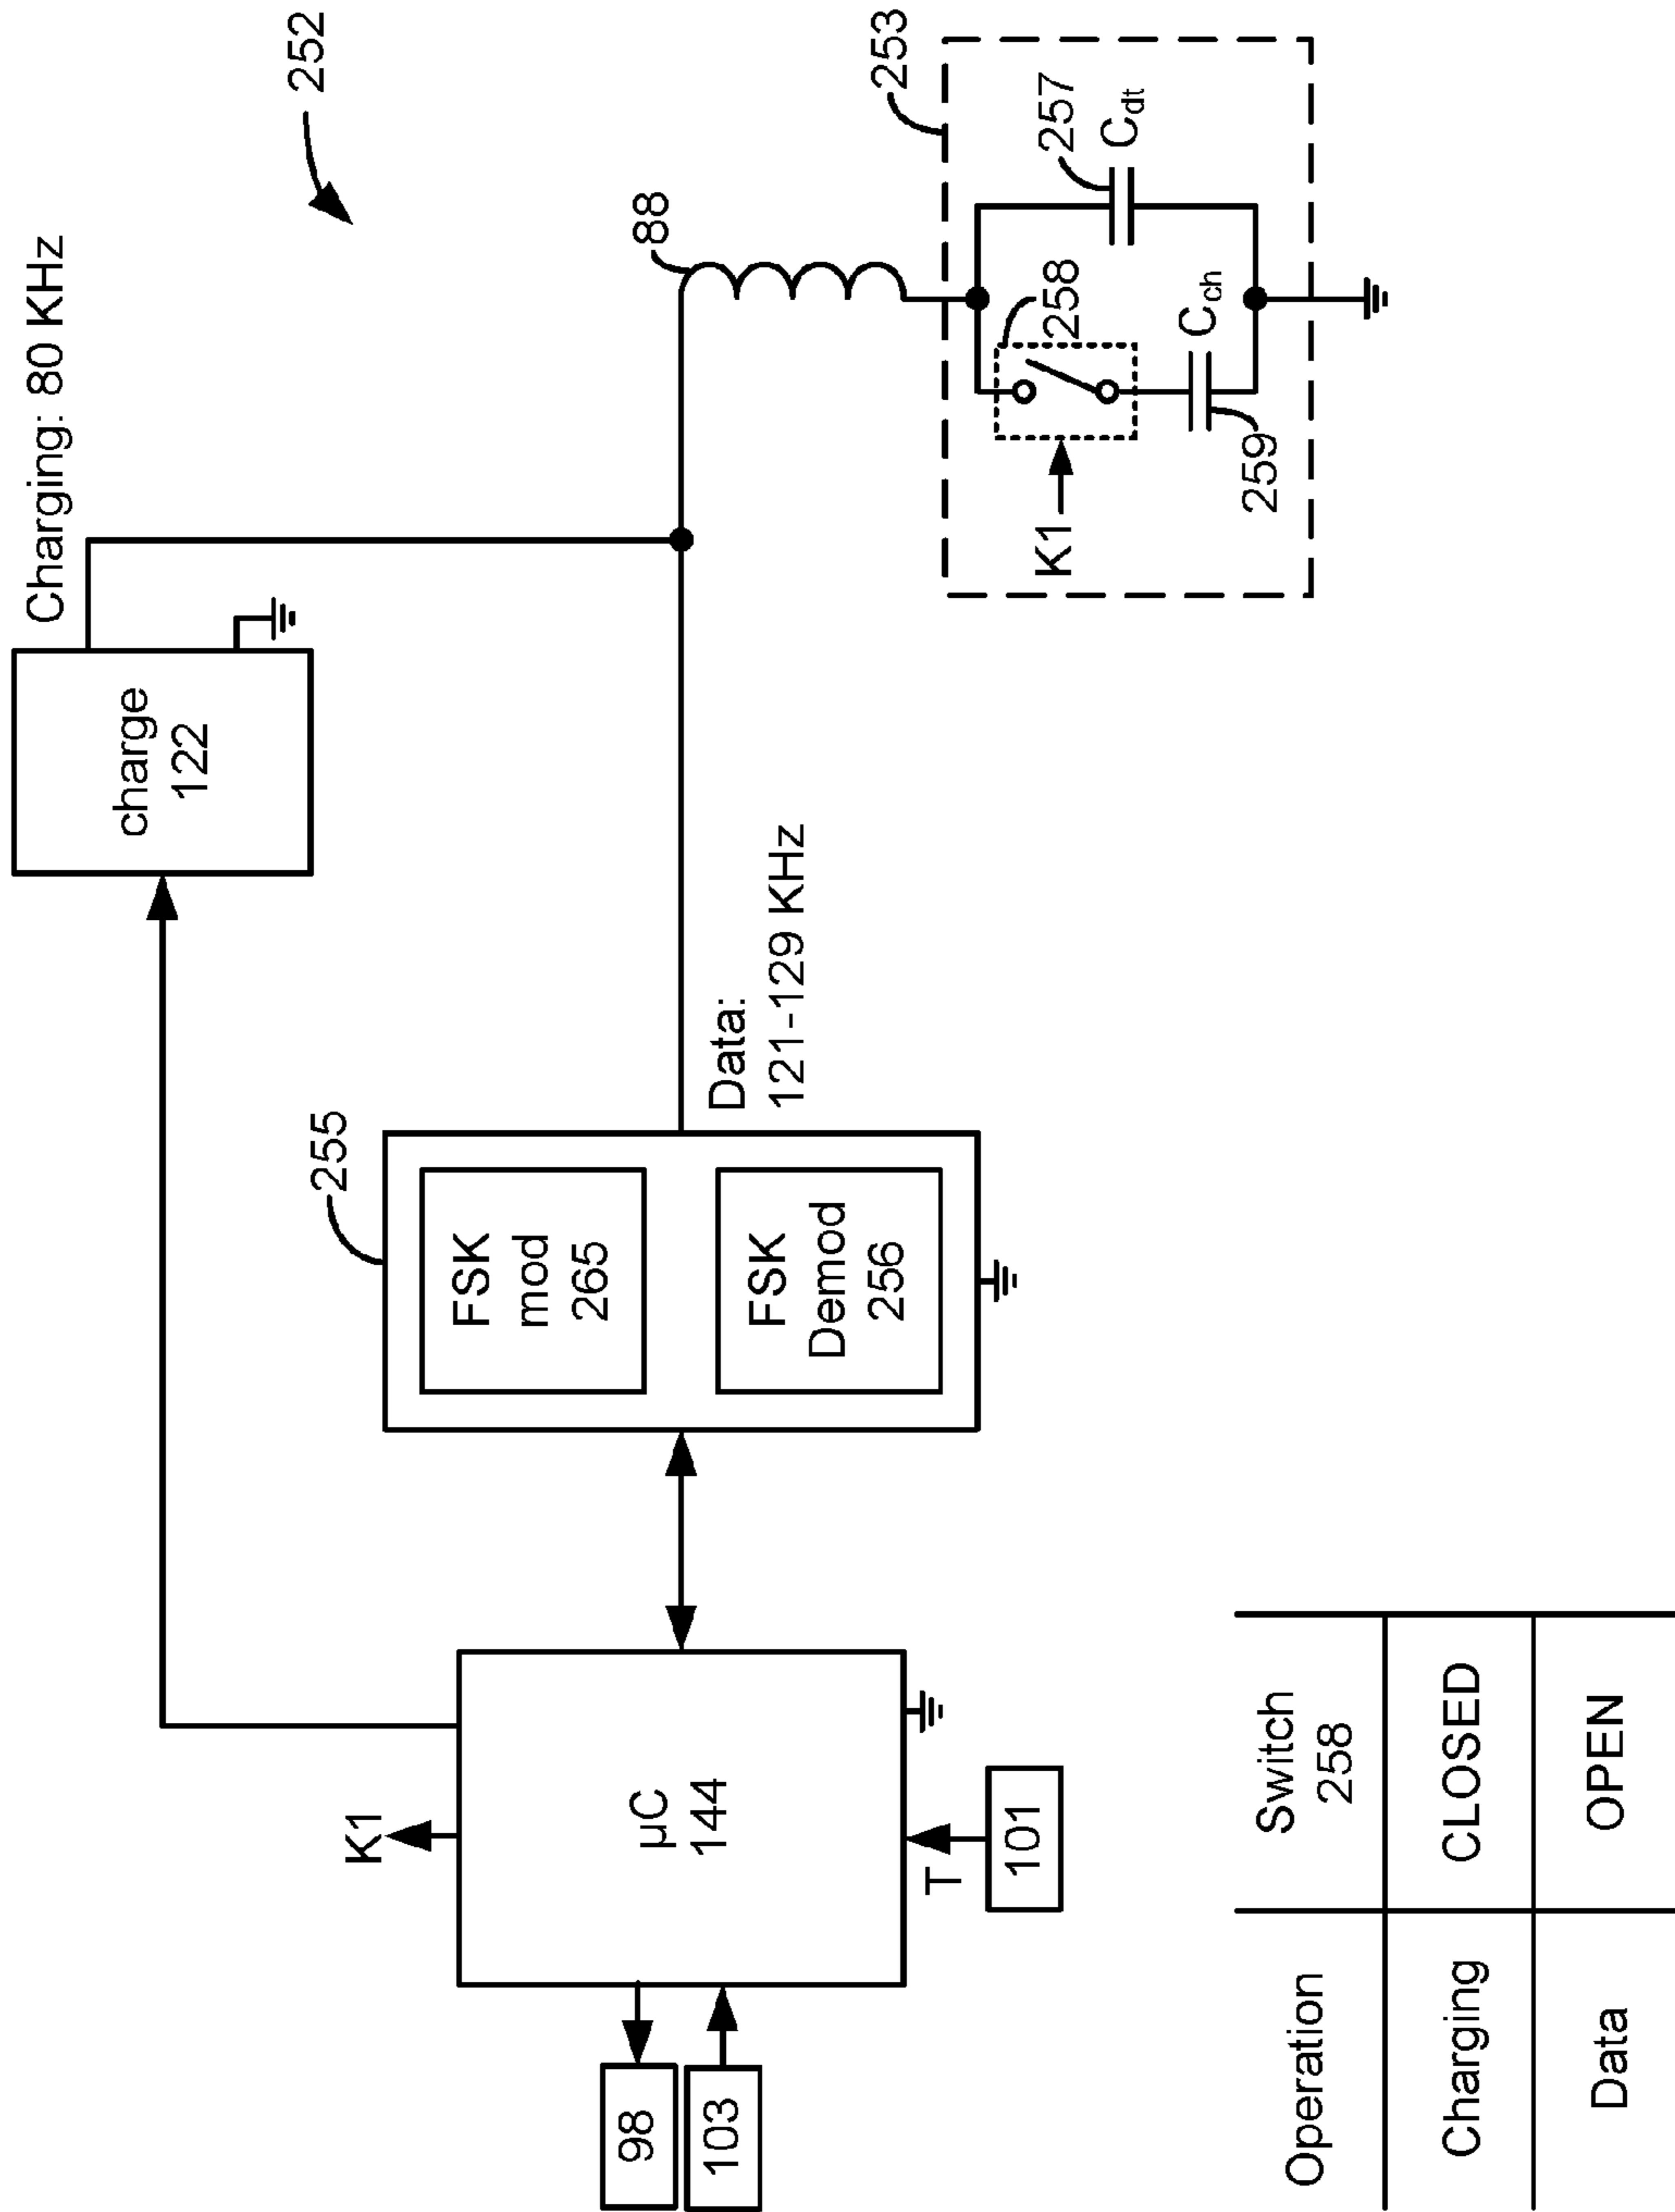 252
Charging: 80 KHz
charge
122
255
FSK
mod
265
FSK
Demod
256
Data:
121-129 KHz
88
253
257
Cdt
258
Cch
259
K1
K1
µC
144
T
101
98
103
Operation
Switch
258
Charging
CLOSED
Data
OPEN